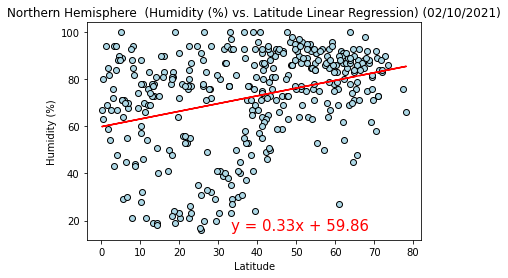 Northern Hemisphere  (Humidity (%) vs. Latitude Linear Regression) (02/10/2021)
100
80
60
40
20
Humidity (%)
y = 0.33x + 59.86
0 10 20 30 40 50 60 70 80
Latitude